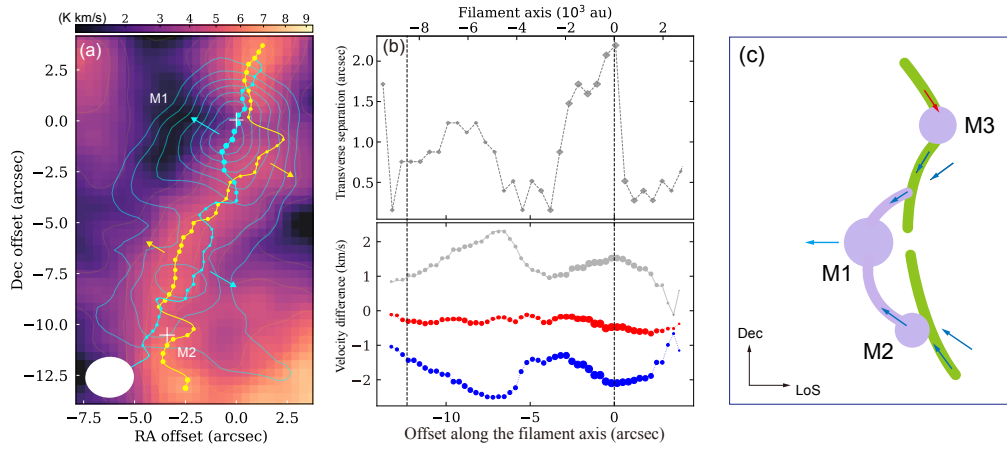 (K km/s)
1 2 3 4 5 6 7 8 9
(a)
M1
M2
2.5
0.0
−2.5
−5.0
−7.5
−10.0
−12.5
Dec offset (arcsec)
−7.5 −5.0 −2.5 0.0 2.5
RA offset (arcsec)
Filament axis (10³ au)
−8 −6 −4 −2 0 2
(b)
2.0
1.5
1.0
0.5
Transverse separation (arcsec)
2
1
0
−1
−2
Velocity difference (km/s)
−10 −5 0
Offset along the filament axis (arcsec)
(c)
M3
M1
M2
Dec
LoS